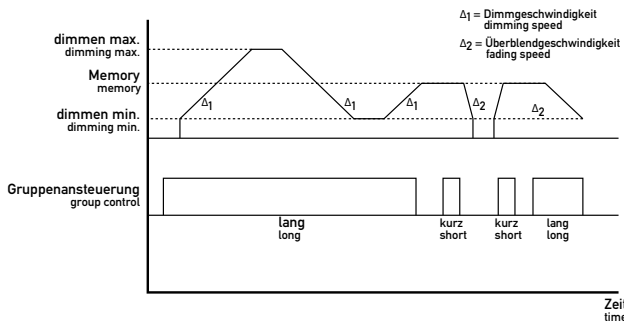 Δ1 = Dimmgeschwindigkeit
dimming speed
Δ2 = Überblendgeschwindigkeit
fading speed
dimmen max.
dimming max.
Memory
memory
dimmen min.
dimming min.
Δ1
Δ1
Δ1
Δ2
Δ2
Gruppenansteuerung
group control
lang
long
kurz
short
kurz
short
lang
long
Zeit
time